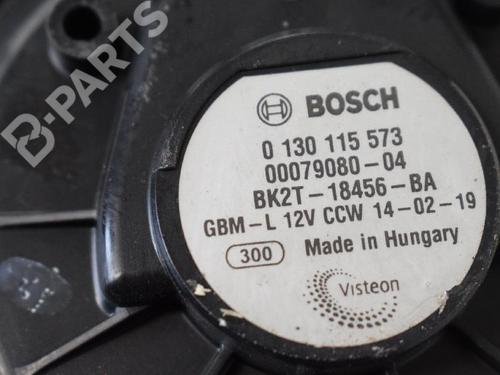 B-PARTS
BOSCH
0 130 115 573
00079080-04
BK2T-18456-BA
GBM-L 12V CCW 14-02-19
300 Made in Hungary
Visteon